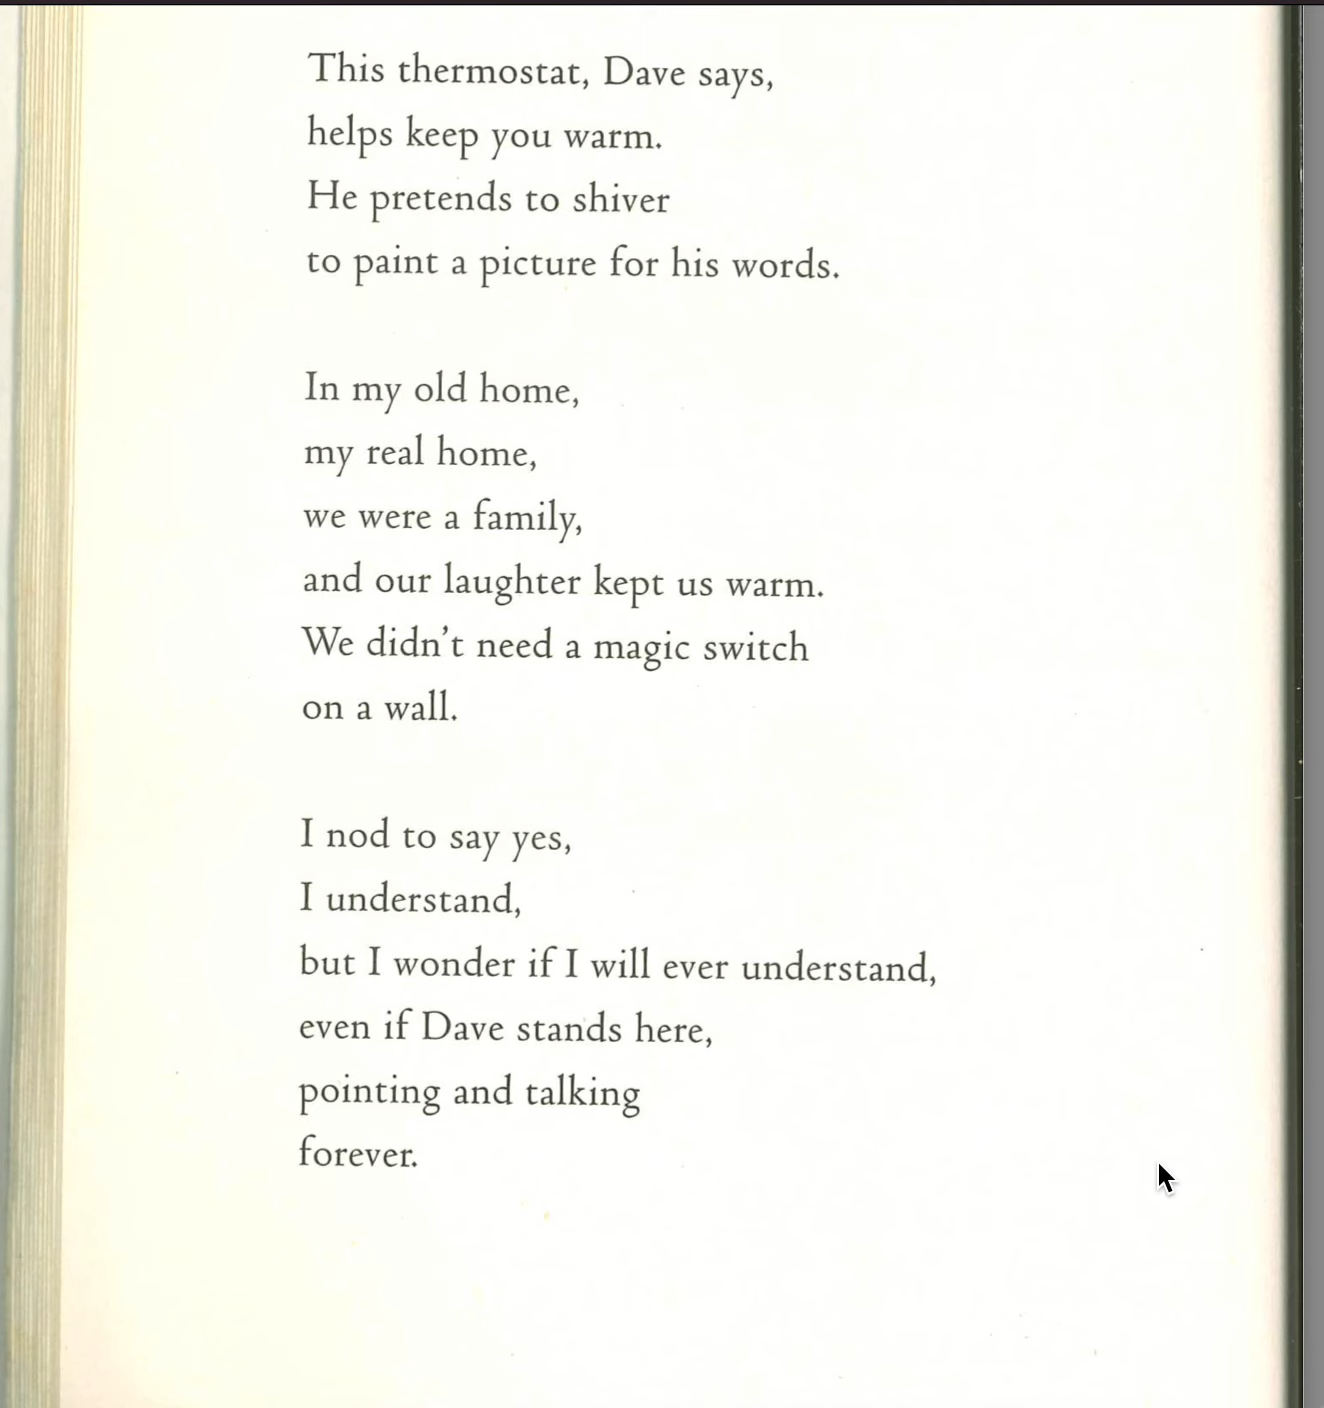 This thermostat, Dave says,
helps keep you warm.
He pretends to shiver
to paint a picture for his words.
In my old home,
my real home,
we were a family,
and our laughter kept us warm.
We didn't need a magic switch
on a wall.
I nod to say yes,
I understand,
but I wonder if I will ever understand,
even if Dave stands here,
pointing and talking
forever.